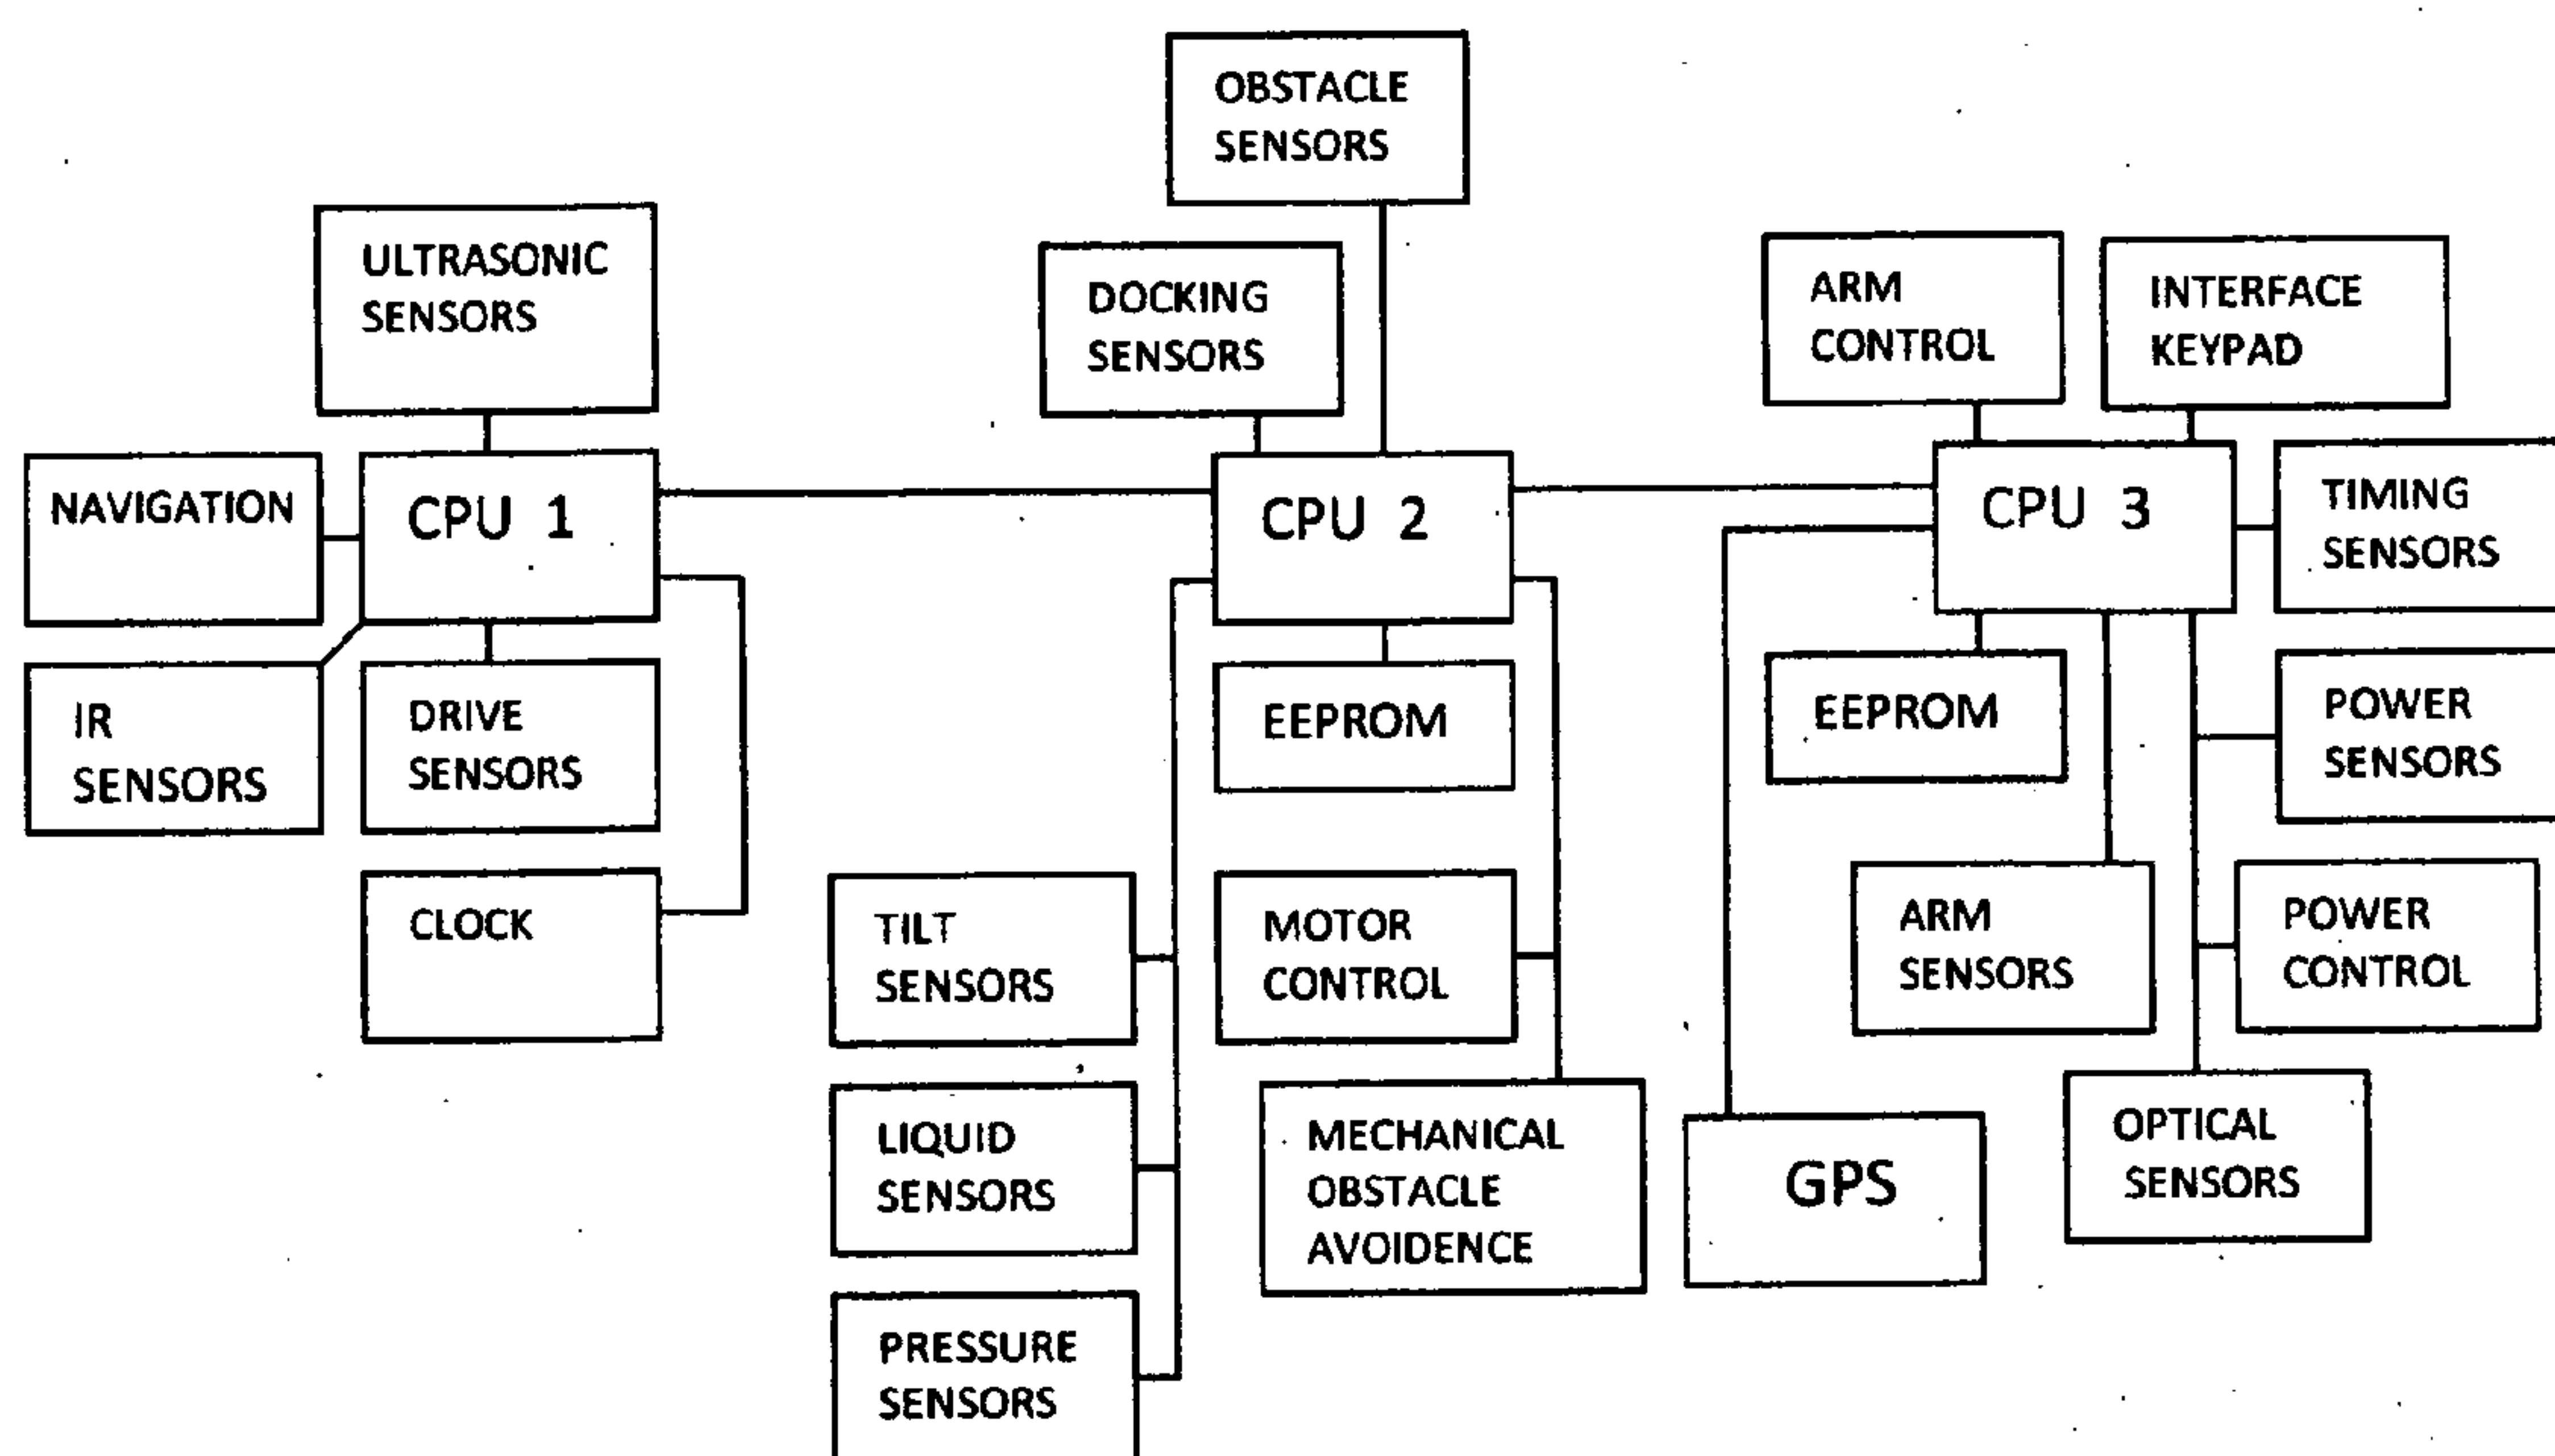 OBSTACLE
SENSORS
ULTRASONIC
SENSORS
DOCKING
SENSORS
ARM
CONTROL
INTERFACE
KEYPAD
NAVIGATION
CPU 1
CPU 2
CPU 3
TIMING
SENSORS
IR
SENSORS
DRIVE
SENSORS
EEPROM
EEPROM
POWER
SENSORS
CLOCK
TILT
SENSORS
MOTOR
CONTROL
ARM
SENSORS
POWER
CONTROL
LIQUID
SENSORS
MECHANICAL
OBSTACLE
AVOIDENCE
GPS
OPTICAL
SENSORS
PRESSURE
SENSORS